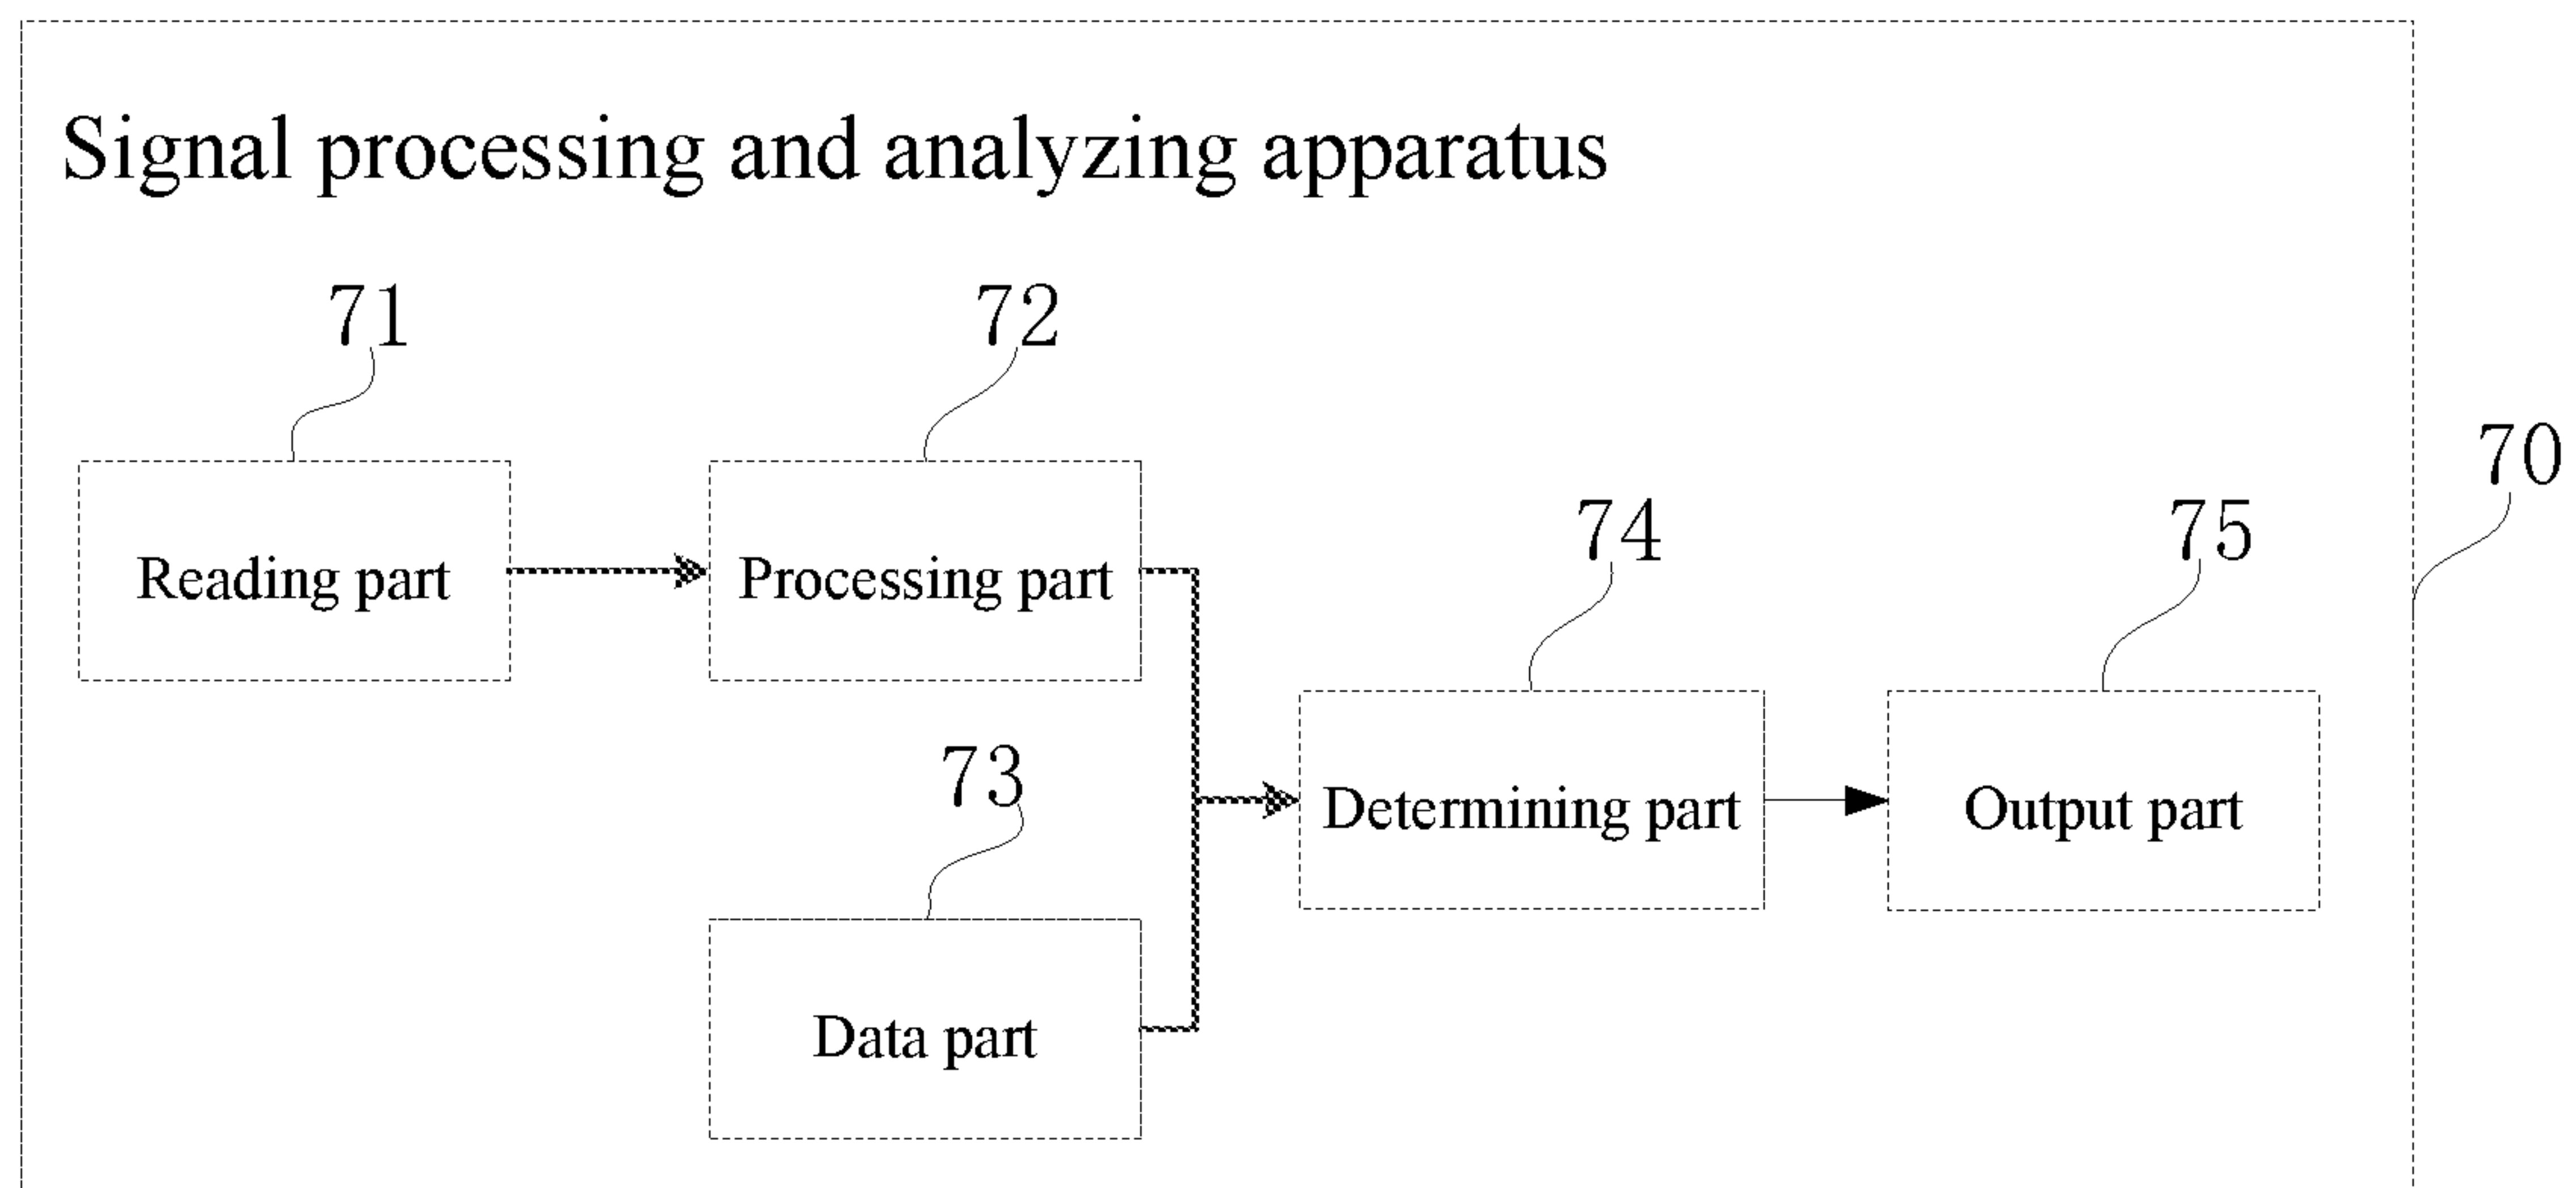 Signal processing and analyzing apparatus
71
72
70
Reading part
Processing part
74
75
73
Determining part
Output part
Data part